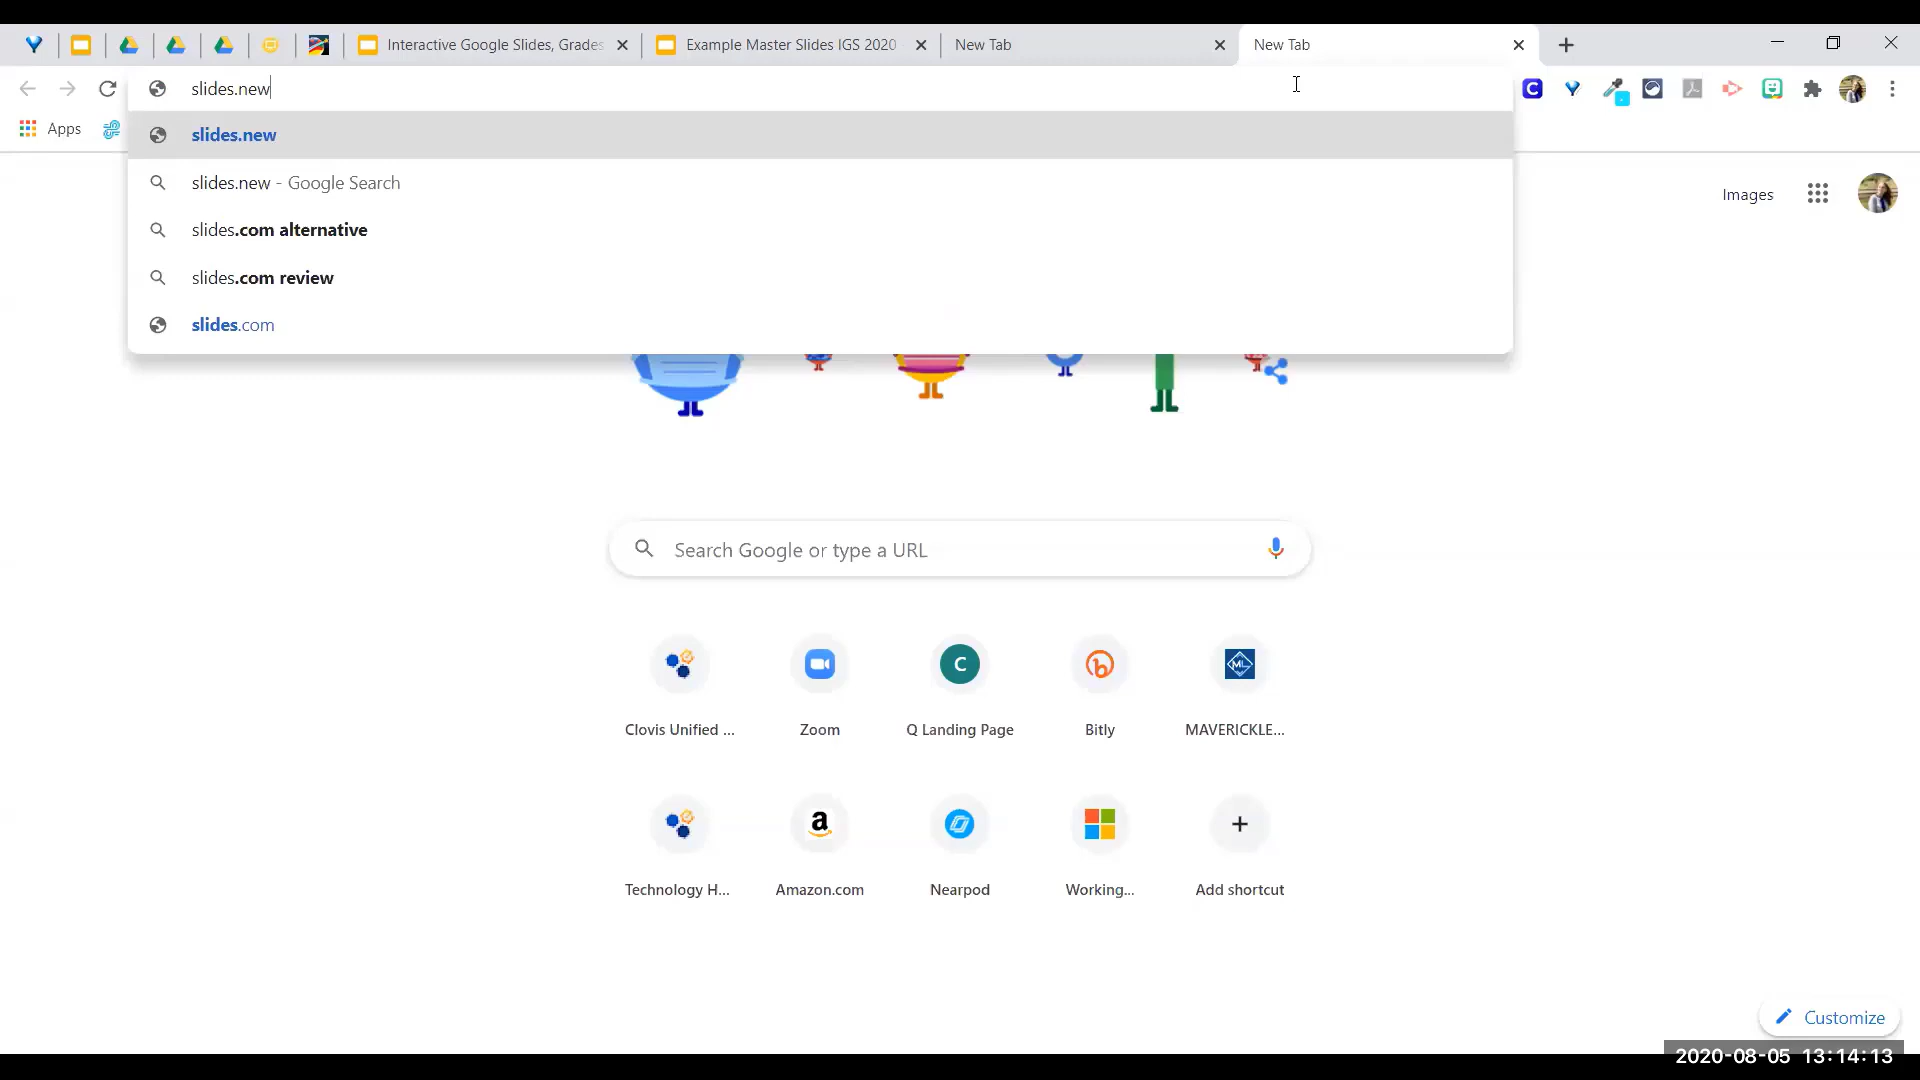 Interactive Google Slides, Grades
Example Master Slides IGS 2020
New Tab
New Tab
slides.new
Apps
slides.new
slides.new - Google Search
slides.com alternative
slides.com review
slides.com
Images
Search Google or type a URL
Clovis Unified ...
Zoom
C
Q Landing Page
Bitly
ML
MAVERICKLE...
Technology H...
Amazon.com
Nearpod
Working...
Add shortcut
Customize
2020-08-05 13:14:13